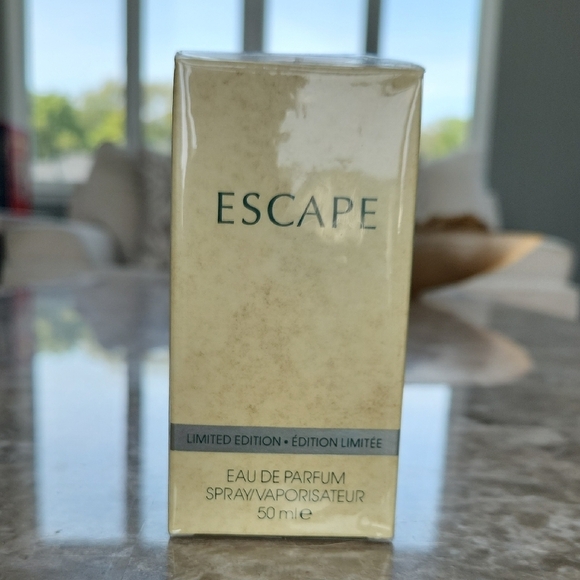 ESCAPE
LIMITED EDITION • ÉDITION LIMITÉE
EAU DE PARFUM
SPRAY/VAPORISATEUR
50 ml ℮